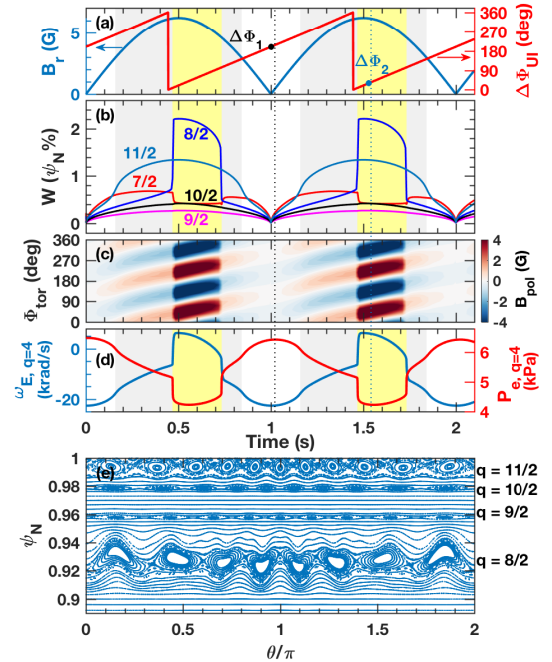 (a)
B_r (G)
5
0
ΔΦ_1
ΔΦ_2
360
270
180
90
0
ΔΦ_Ul (deg)
(b)
W (ψ_N%)
2
1
0
11/2
8/2
7/2
10/2
9/2
(c)
Φ_tor (deg)
360
270
180
90
0
4
2
0
-2
-4
B_pol (G)
(d)
ω_E, q=4
(krad/s)
0
-20
6
5
4
P_e, q=4
(kPa)
0 0.5 1 1.5 2
Time (s)
(e)
ψ_N
1
0.98
0.96
0.94
0.92
0.9
q = 11/2
q = 10/2
q = 9/2
q = 8/2
0 0.5 1 1.5 2
θ/π